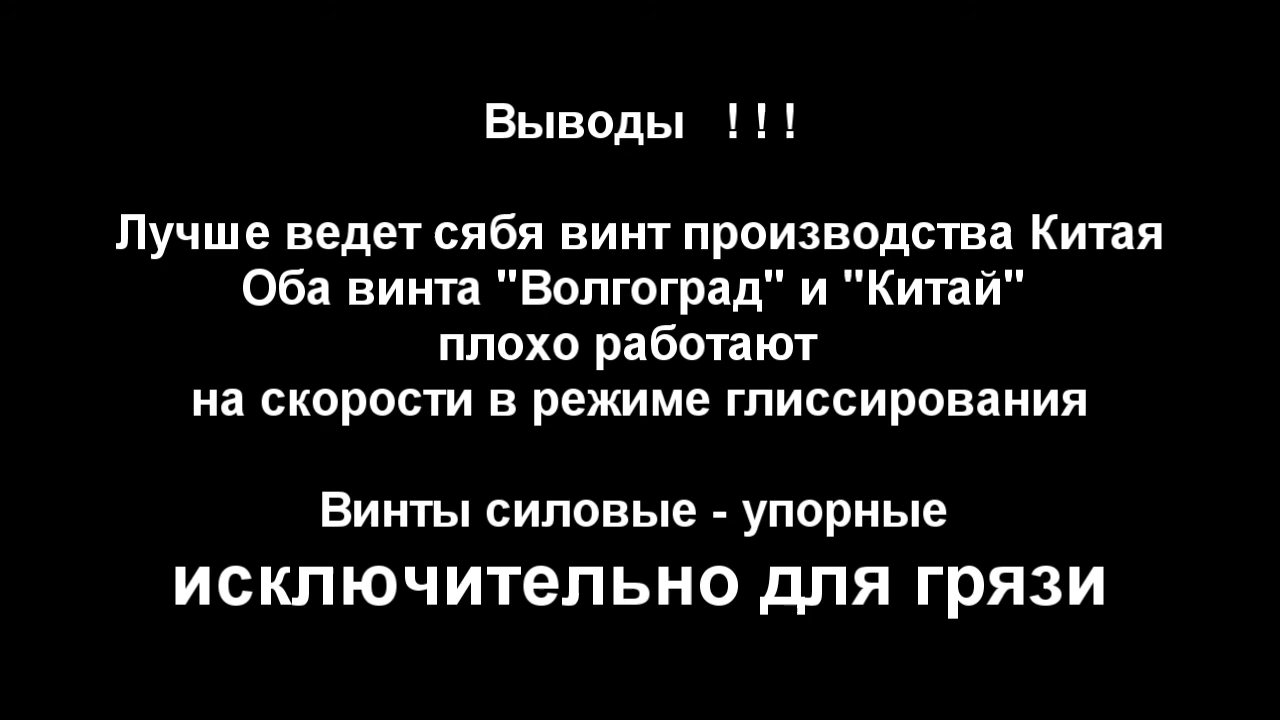 Выводы !!!
Лучше ведет сябя винт производства Китая
Оба винта "Волгоград" и "Китай"
плохо работают
на скорости в режиме глиссирования
Винты силовые - упорные
исключительно для грязи